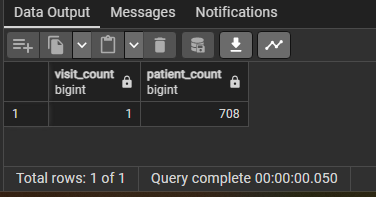 Data Output Messages Notifications
visit_count patient_count
bigint bigint
1 1 708
Total rows: 1 of 1 Query complete 00:00:00.050